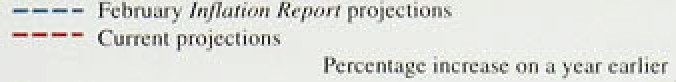 February Inflation Report projections
Current projections
Percentage increase on a year earlier